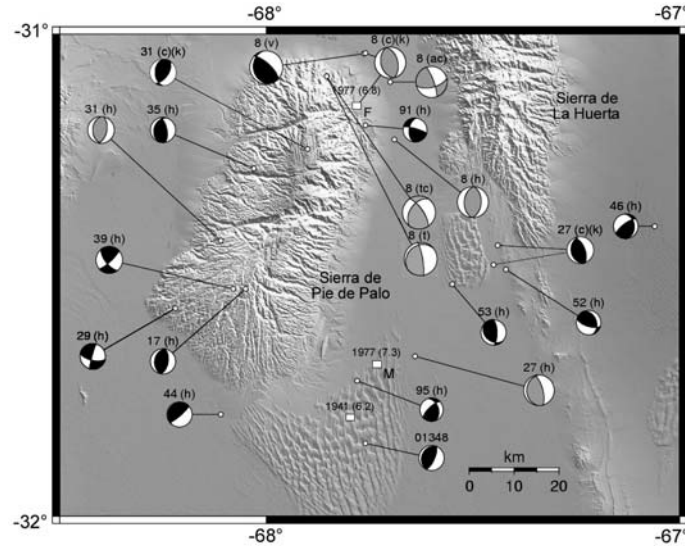 -68°
-67°
-31°
31 (c)(k)
8 (v)
8 (c)(k)
8 (ac)
1977 (6.8)
F
Sierra de
La Huerta
31 (h)
35 (h)
91 (h)
8 (h)
8 (tc)
46 (h)
8 (t)
27 (c)(k)
39 (h)
Sierra de
Pie de Palo
53 (h)
52 (h)
29 (h)
17 (h)
1977 (7.3)
M
27 (h)
44 (h)
1941 (6.2)
95 (h)
01348
km
0 5 10 15 20
-32°
-68°
-67°